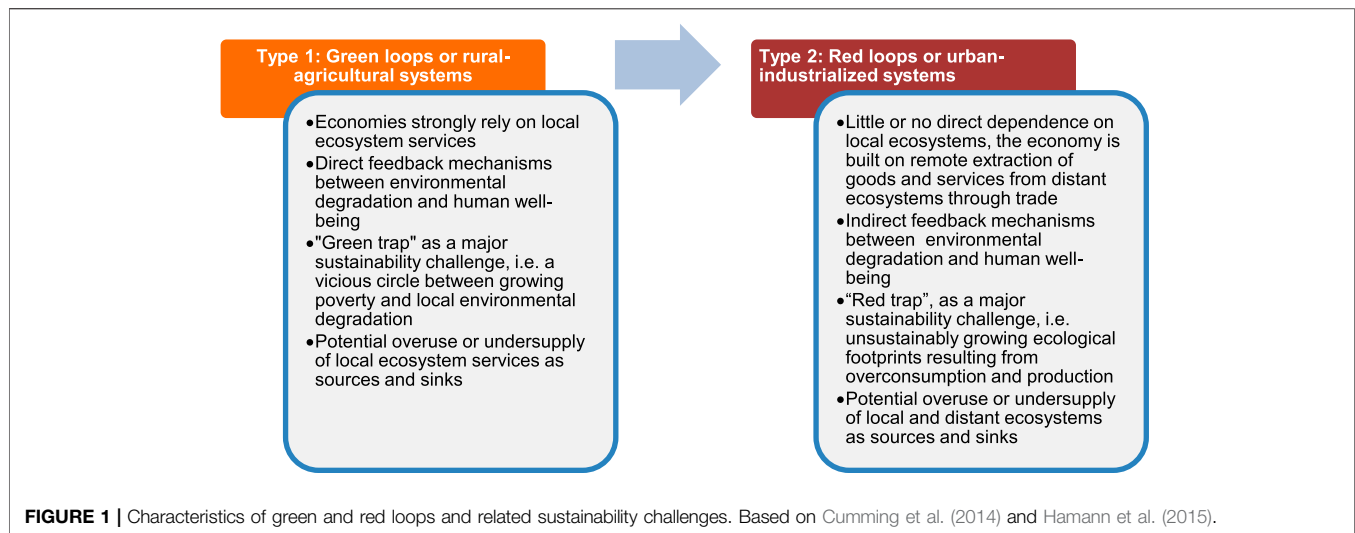 Type 1: Green loops or rural-
agricultural systems
•Economies strongly rely on local
ecosystem services
•Direct feedback mechanisms
between environmental
degradation and human well-
being
•"Green trap" as a major
sustainability challenge, i.e. a
vicious circle between growing
poverty and local environmental
degradation
•Potential overuse or undersupply
of local ecosystem services as
sources and sinks
Type 2: Red loops or urban-
industrialized systems
•Little or no direct dependence on
local ecosystems, the economy is
built on remote extraction of
goods and services from distant
ecosystems through trade
•Indirect feedback mechanisms
between environmental
degradation and human well-
being
•“Red trap”, as a major
sustainability challenge, i.e.
unsustainably growing ecological
footprints resulting from
overconsumption and production
•Potential overuse or undersupply
of local and distant ecosystems
as sources and sinks
FIGURE 1 | Characteristics of green and red loops and related sustainability challenges. Based on Cumming et al. (2014) and Hamann et al. (2015).